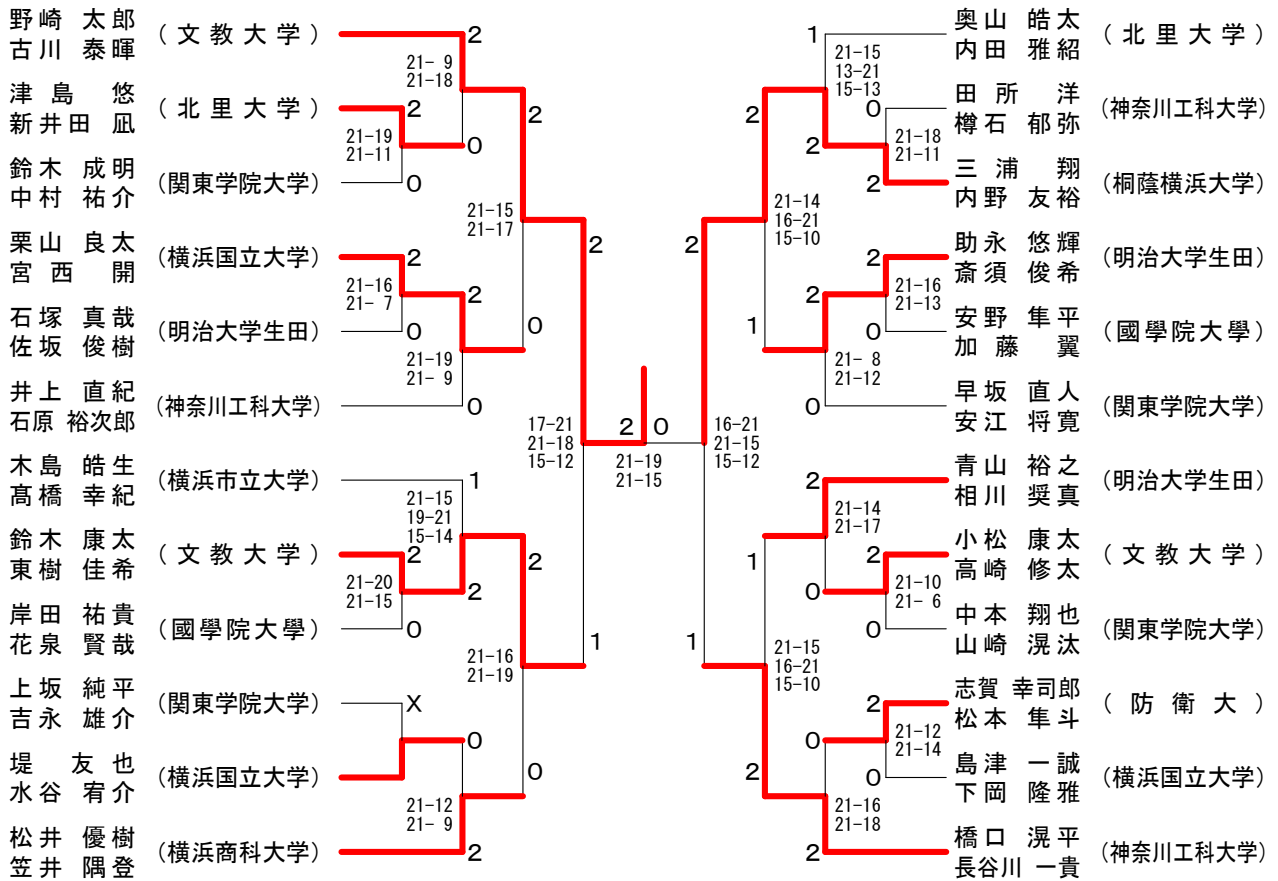 野崎 太郎
古川 泰暉
(文教大学)
2
21- 9
21-18
津島 悠
新井田 凪
(北里大学)
2
21-19
21-11
0
鈴木 成明
中村 祐介
(関東学院大学)
0
2
21-15
21-17
栗山 良太
宮西 開
(横浜国立大学)
2
21-16
21- 7
2
石塚 真哉
佐坂 俊樹
(明治大学生田)
0
0
21-19
21- 9
井上 直紀
石原 裕次郎
(神奈川工科大学)
0
2
17-21
21-18
15-12
木島 皓生
髙橋 幸紀
(横浜市立大学)
1
21-15
19-21
15-14
鈴木 康太
東樹 佳希
(文教大学)
2
21-20
21-15
2
岸田 祐貴
花泉 賢哉
(國學院大學)
0
2
21-16
21-19
1
上坂 純平
吉永 雄介
(関東学院大学)
X
0
堤 友也
水谷 宥介
(横浜国立大学)
0
21-12
21- 9
松井 優樹
笠井 隅登
(横浜商科大学)
2
2 0
21-19
21-15
1
奥山 皓太
内田 雅紹
(北里大学)
21-15
13-21
15-13
0
田所 洋
樽石 郁弥
(神奈川工科大学)
21-18
21-11
2
2
三浦 翔
内野 友裕
(桐蔭横浜大学)
2
21-14
16-21
15-10
2
2
助永 悠輝
斎須 俊希
(明治大学生田)
21-16
21-13
2
1
0
安野 隼平
加藤 翼
(國學院大學)
21- 8
21-12
0
早坂 直人
安江 将寛
(関東学院大学)
16-21
21-15
15-12
2
青山 裕之
相川 奨真
(明治大学生田)
21-14
21-17
1
2
小松 康太
高崎 修太
(文教大学)
0
21-10
21- 6
0
中本 翔也
山崎 滉汰
(関東学院大学)
1
21-15
16-21
15-10
2
志賀 幸司郎
松本 隼斗
(防衛大)
0
21-12
21-14
2
0
島津 一誠
下岡 隆雅
(横浜国立大学)
21-16
21-18
2
橋口 滉平
長谷川 一貴
(神奈川工科大学)